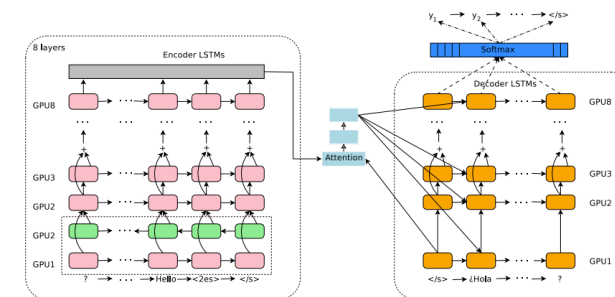 y1 y2 ··· </s>
8 layers
Encoder LSTMs
Softmax
Decoder LSTMs
GPU8 ··· GPU8
··· ··· ··· ··· ··· ··· ···
+ + + + + + +
Attention
GPU3 ··· ··· GPU3
GPU2 ··· ··· GPU2
GPU2 ···
GPU1 ··· ··· GPU1
? ··· Hello <2es> </s> </s> ¿Hola ··· ?